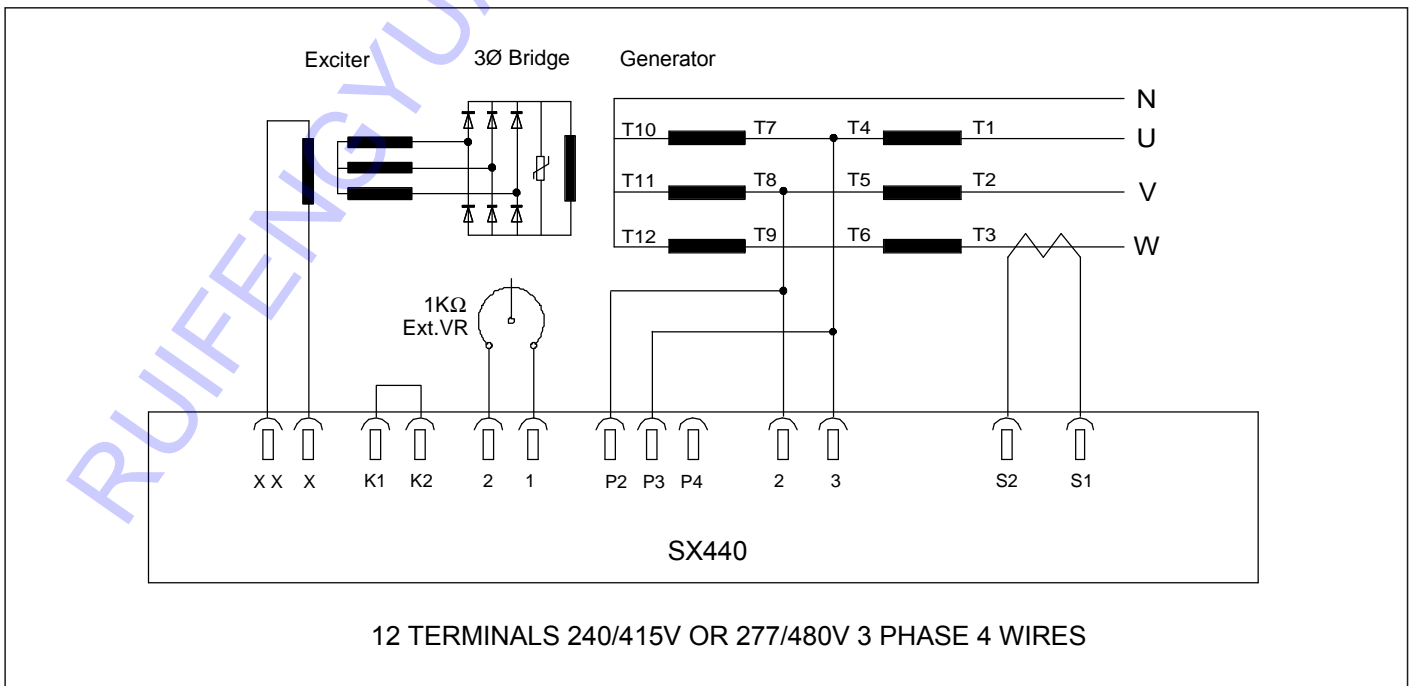 Exciter 3Ø Bridge Generator
N
T10 T7 T4 T1 U
T11 T8 T5 T2 V
T12 T9 T6 T3 W
1KΩ
Ext.VR
X X X K1 K2 2 1 P2 P3 P4 2 3 S2 S1
SX440
12 TERMINALS 240/415V OR 277/480V 3 PHASE 4 WIRES